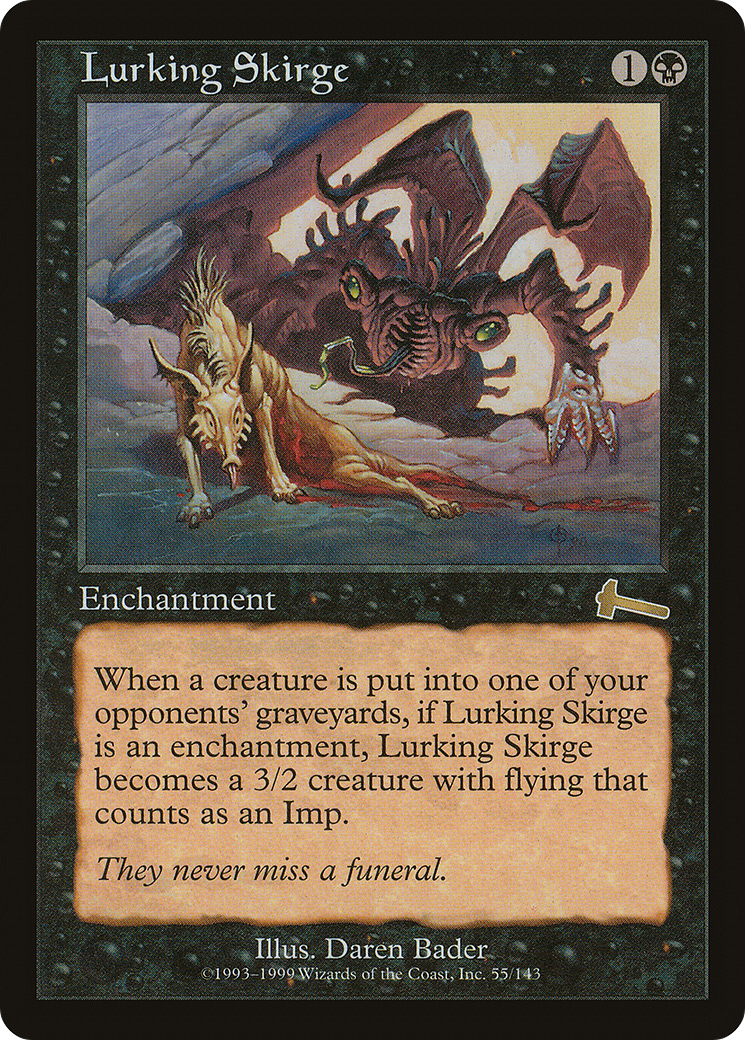 Lurking Skirge 1
Enchantment
When a creature is put into one of your
opponents' graveyards, if Lurking Skirge
is an enchantment, Lurking Skirge
becomes a 3/2 creature with flying that
counts as an Imp.
They never miss a funeral.
Illus. Daren Bader
©1993–1999 Wizards of the Coast, Inc. 55/143